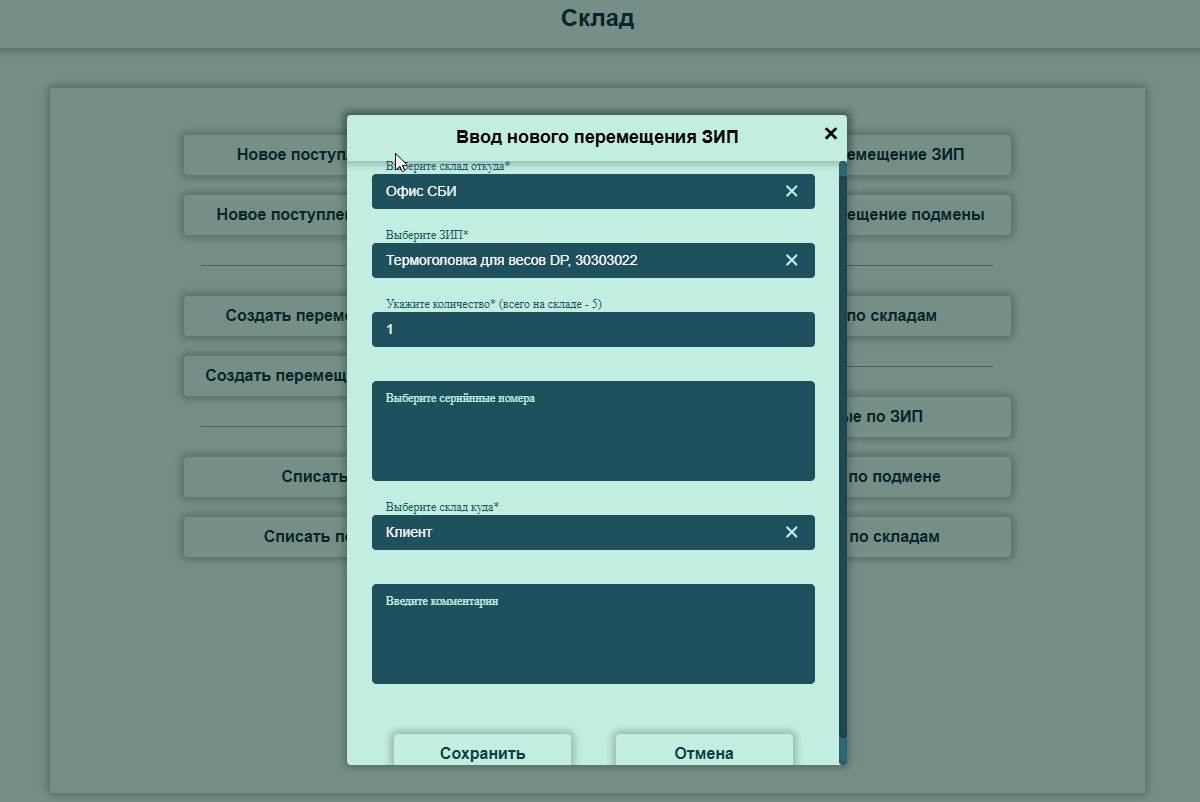 Склад
Ввод нового перемещения ЗИП
Выберите склад откуда*
Офис СБИ
Выберите ЗИП*
Термоголовка для весов DP, 30303022
Укажите количество* (всего на складе - 5)
1
Выберите серийнные номера
Выберите склад куда*
Клиент
Введите комментарии
Сохранить
Отмена
Новое поступл
емещение ЗИП
Новое поступле
ещение подмены
Создать перем
по складам
Создать перемещ
ые по ЗИП
Списать
по подмене
Списать п
по складам